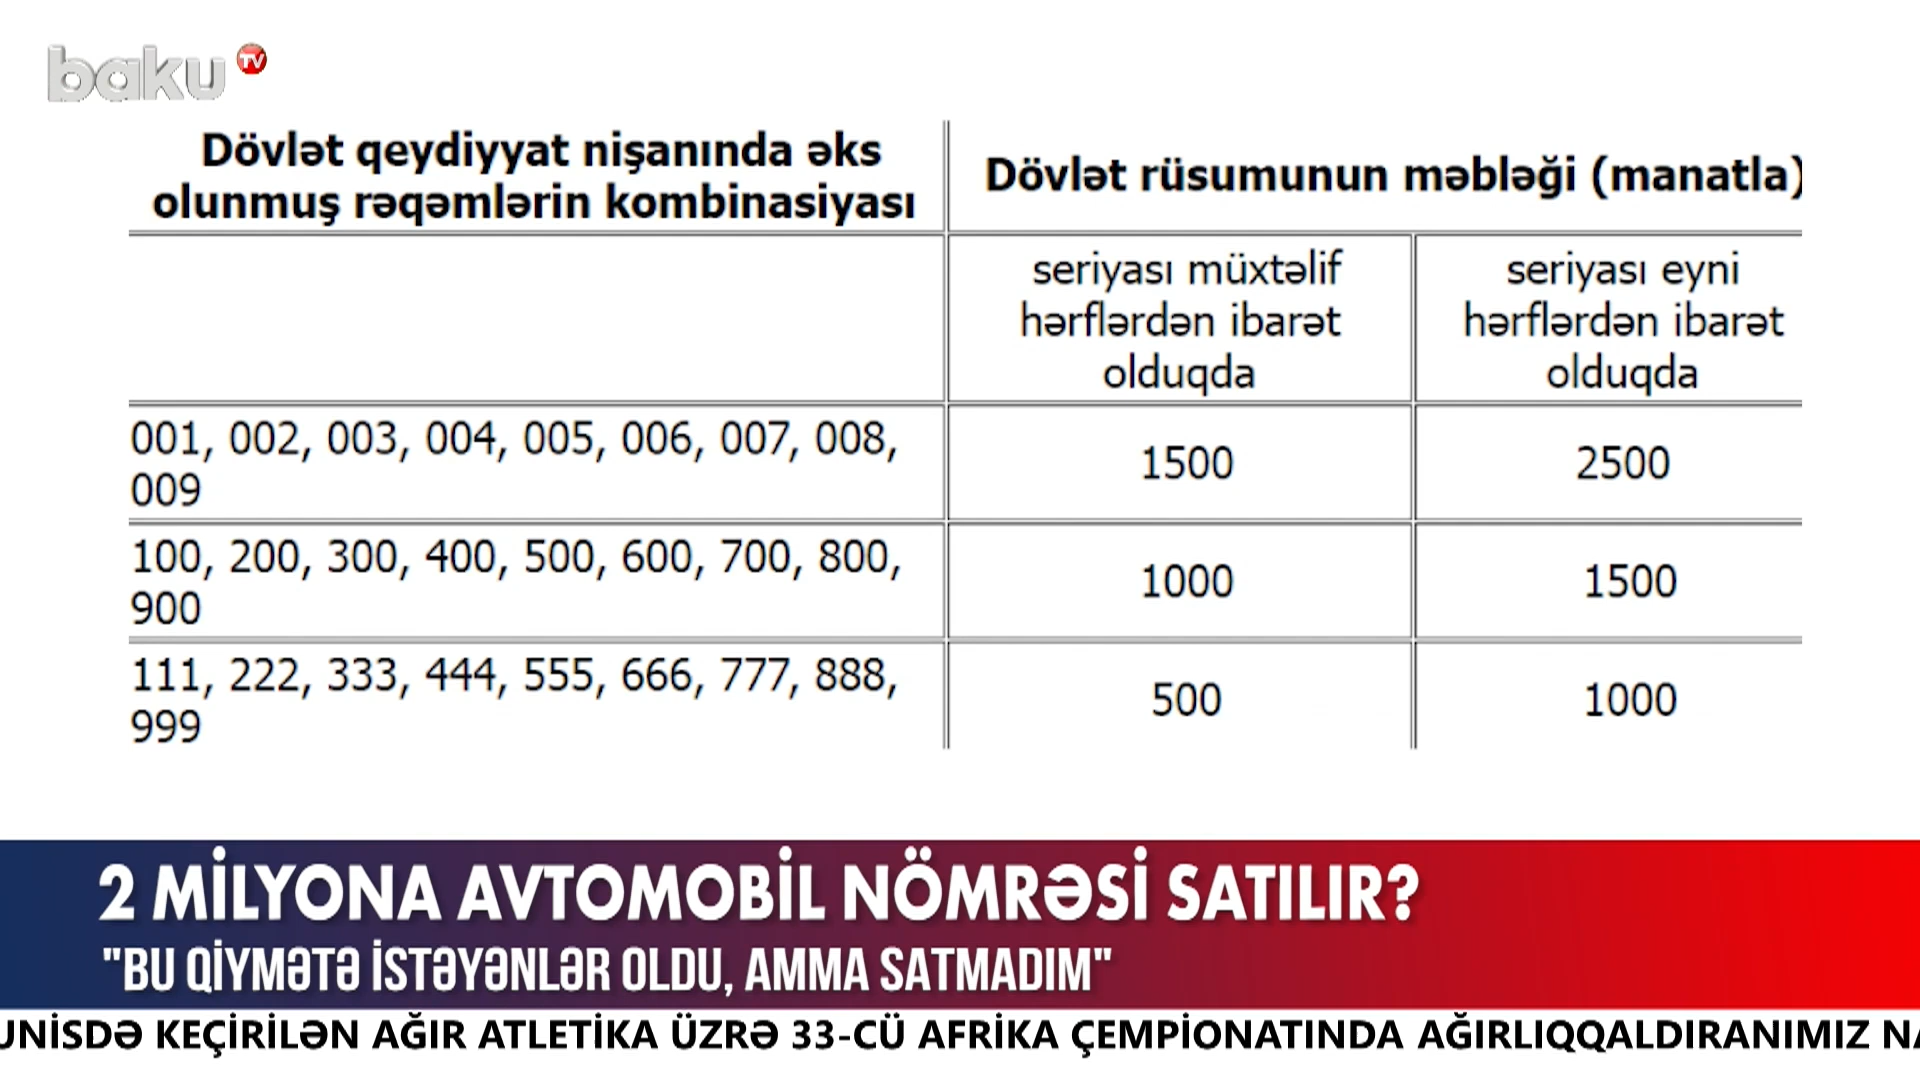 baku TV
Dövlət qeydiyyat nişanında əks
olunmuş rəqəmlərin kombinasiyası
Dövlət rüsumunun məbləği (manatla)
seriyası müxtəlif
hərflərdən ibarət
olduqda
seriyası eyni
hərflərdən ibarət
olduqda
001, 002, 003, 004, 005, 006, 007, 008,
009
1500
2500
100, 200, 300, 400, 500, 600, 700, 800,
900
1000
1500
111, 222, 333, 444, 555, 666, 777, 888,
999
500
1000
2 MİLYONA AVTOMOBİL NÖMRƏSİ SATILIR?
"BU QİYMƏTƏ İSTƏYƏNLƏR OLDU, AMMA SATMADIM"
UNİSDƏ KEÇİRİLƏN AĞIR ATLETİKA ÜZRƏ 33-CÜ AFRİKA ÇEMPİONATINDA AĞIRLIQQALDIRANIMIZ NA